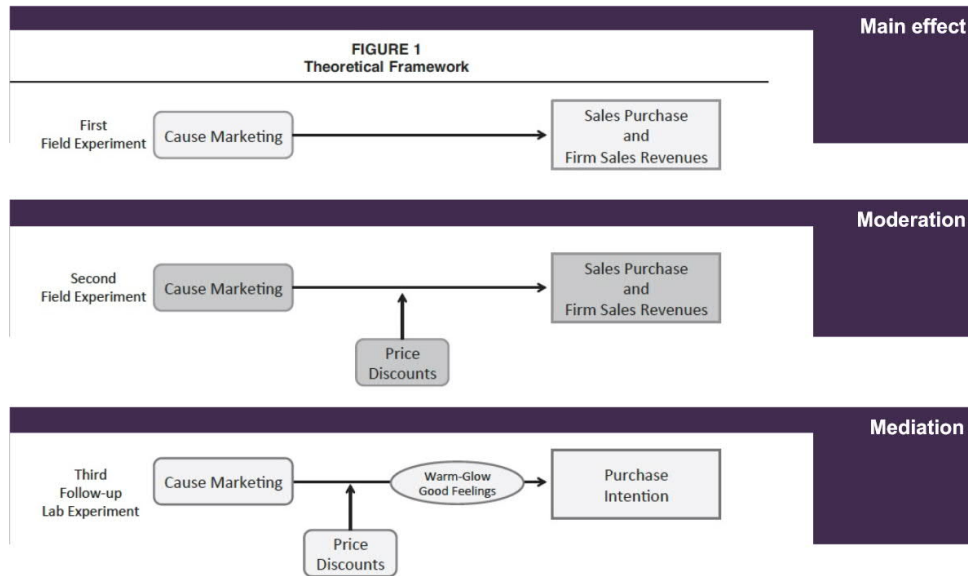 Main effect
FIGURE 1
Theoretical Framework
First
Field Experiment
Cause Marketing
Sales Purchase
and
Firm Sales Revenues
Moderation
Second
Field Experiment
Cause Marketing
Sales Purchase
and
Firm Sales Revenues
Price
Discounts
Mediation
Third
Follow-up
Lab Experiment
Cause Marketing
Warm-Glow
Good Feelings
Purchase
Intention
Price
Discounts